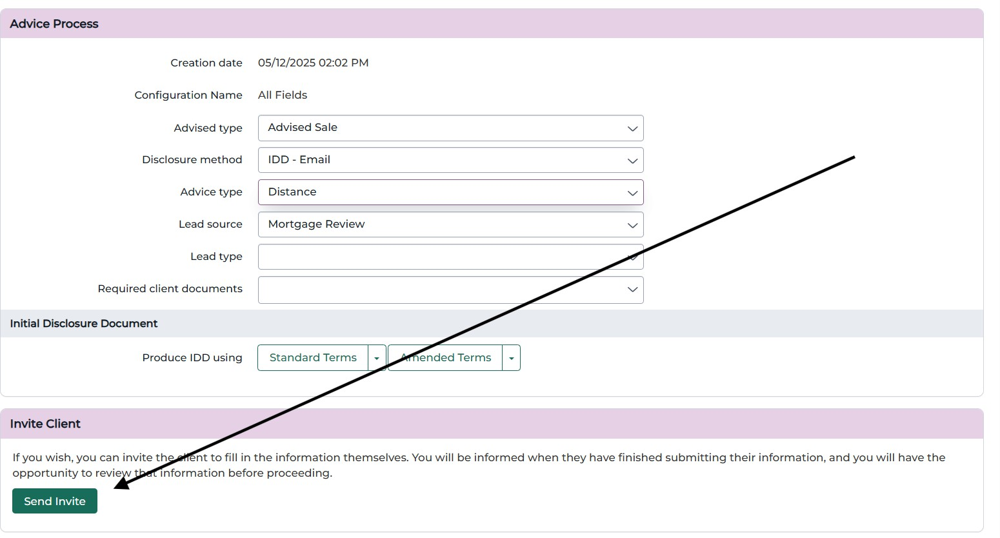 Advice Process
Creation date 05/12/2025 02:02 PM
Configuration Name All Fields
Advised type Advised Sale
Disclosure method IDD - Email
Advice type Distance
Lead source Mortgage Review
Lead type
Required client documents
Initial Disclosure Document
Produce IDD using Standard Terms Amended Terms
Invite Client
If you wish, you can invite the client to fill in the information themselves. You will be informed when they have finished submitting their information, and you will have the
opportunity to review that information before proceeding.
Send Invite